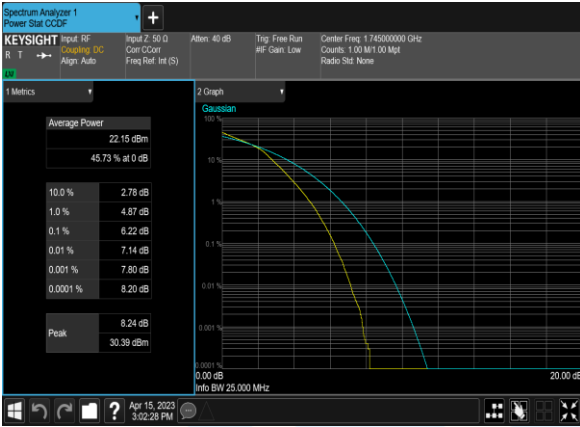 Spectrum Analyzer 1
Power Stat CCDF
+
KEYSIGHT
R T
LV
Input: RF
Coupling: DC
Align: Auto
Input Z: 50 Ω
Corr CCorr
Freq Ref: Int (S)
Atten: 40 dB
Trig: Free Run
#IF Gain: Low
Center Freq: 1.745000000 GHz
Counts: 1.00 M/1.00 Mpt
Radio Std: None
1 Metrics
Average Power
22.15 dBm
45.73 % at 0 dB
10.0 % 2.78 dB
1.0 % 4.87 dB
0.1 % 6.22 dB
0.01 % 7.14 dB
0.001 % 7.80 dB
0.0001 % 8.20 dB
Peak
8.24 dB
30.39 dBm
2 Graph
Gaussian
100 %
10 %
1 %
0.1 %
0.01 %
0.001 %
0.0001 %
0.00 dB
20.00 dB
Info BW 25.000 MHz
?
Apr 15, 2023
3:02:28 PM